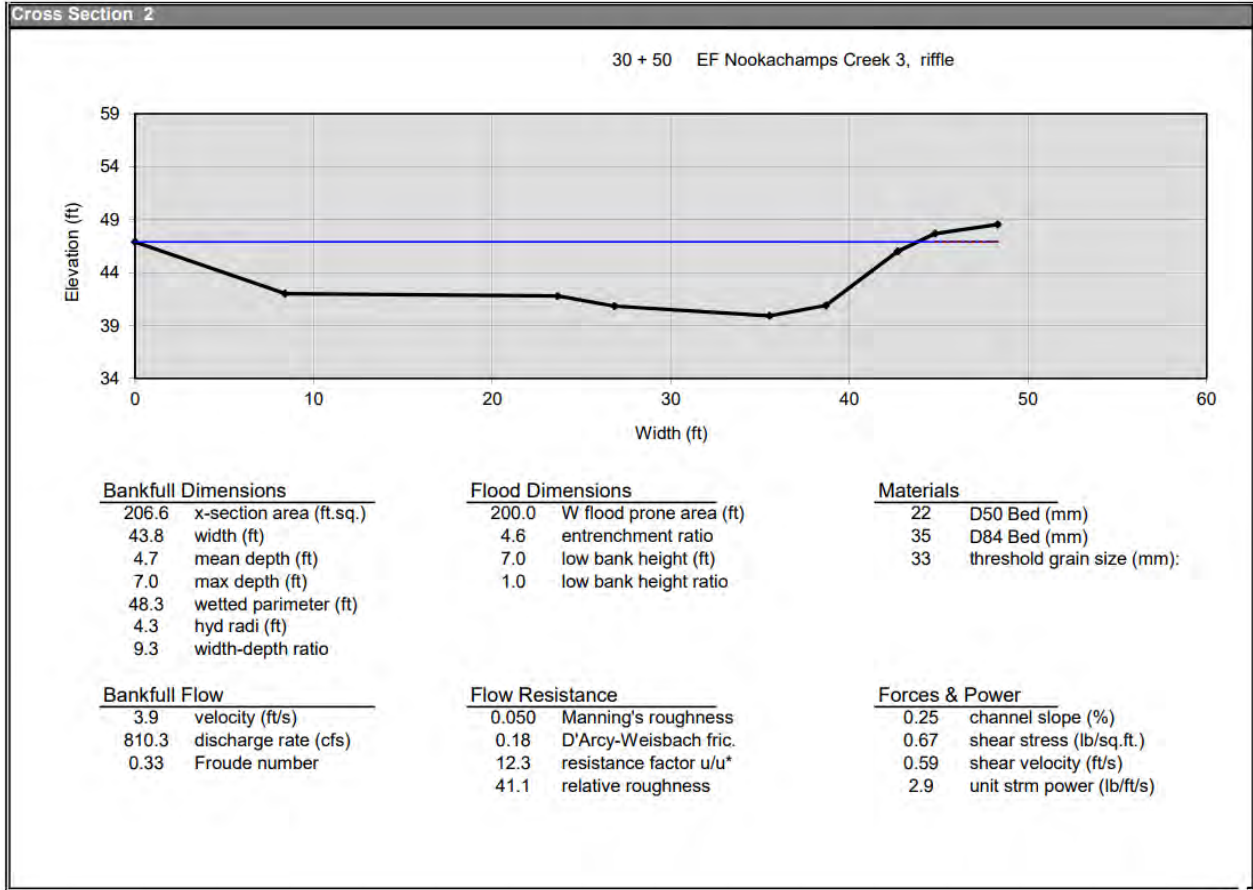 Cross Section 2
30 + 50 EF Nookachamps Creek 3, riffle
59
54
49
44
39
34
Elevation (ft)
0 10 20 30 40 50 60
Width (ft)
Bankfull Dimensions
206.6 x-section area (ft.sq.)
43.8 width (ft)
4.7 mean depth (ft)
7.0 max depth (ft)
48.3 wetted parimeter (ft)
4.3 hyd radi (ft)
9.3 width-depth ratio
Flood Dimensions
200.0 W flood prone area (ft)
4.6 entrenchment ratio
7.0 low bank height (ft)
1.0 low bank height ratio
Materials
22 D50 Bed (mm)
35 D84 Bed (mm)
33 threshold grain size (mm):
Bankfull Flow
3.9 velocity (ft/s)
810.3 discharge rate (cfs)
0.33 Froude number
Flow Resistance
0.050 Manning's roughness
0.18 D'Arcy-Weisbach fric.
12.3 resistance factor u/u*
41.1 relative roughness
Forces & Power
0.25 channel slope (%)
0.67 shear stress (lb/sq.ft.)
0.59 shear velocity (ft/s)
2.9 unit strm power (lb/ft/s)